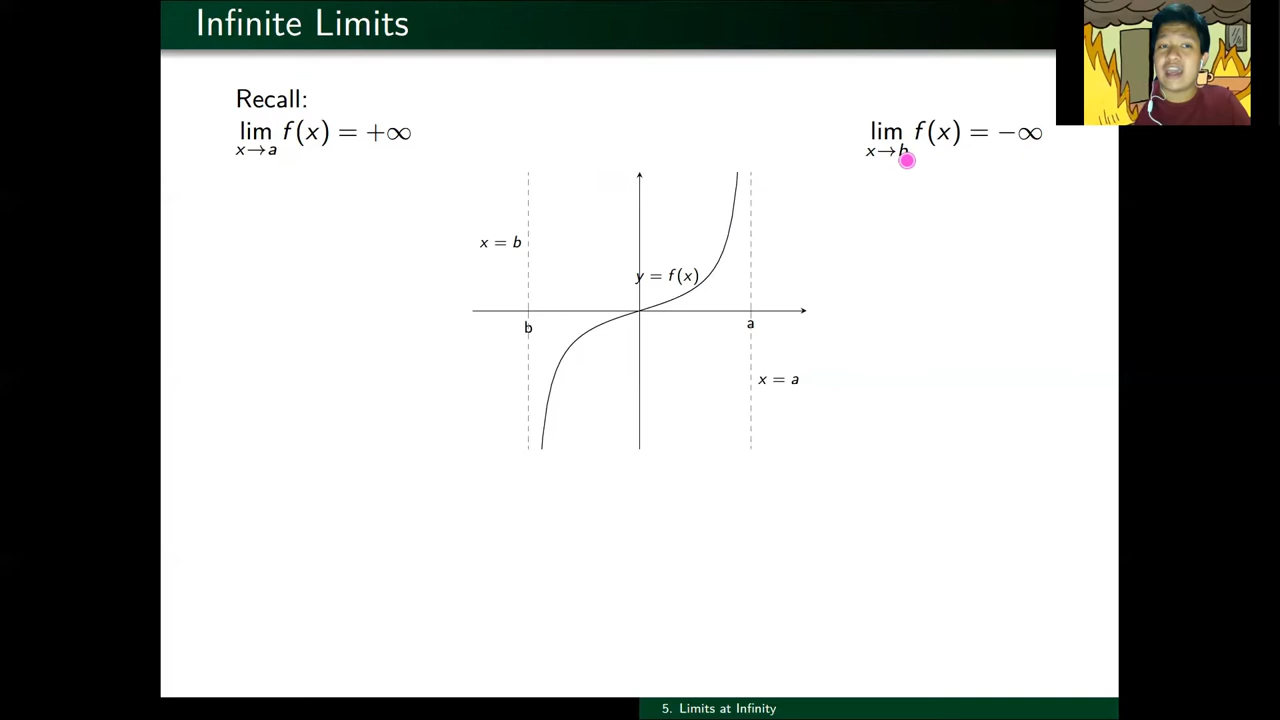 Infinite Limits
Recall:
lim f(x) = +∞
x→a
lim f(x) = −∞
x→b
x = b
y = f(x)
b
a
x = a
5. Limits at Infinity